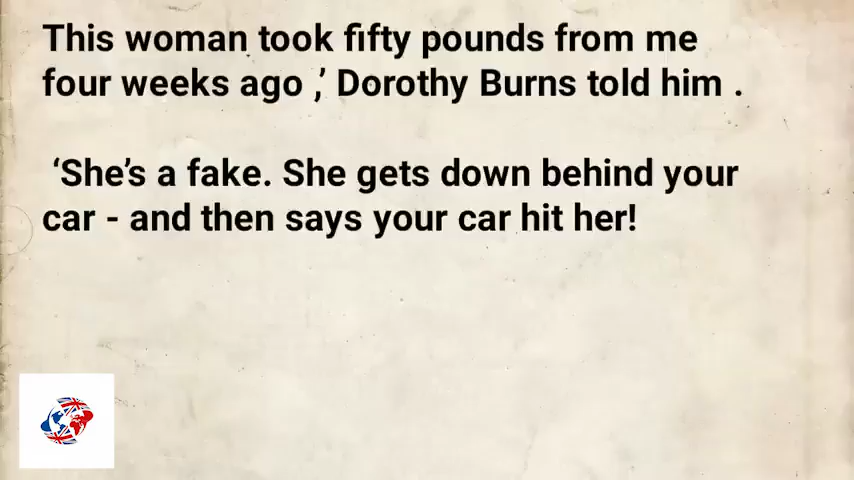 This woman took fifty pounds from me
four weeks ago ,’ Dorothy Burns told him .
‘She’s a fake. She gets down behind your
car - and then says your car hit her!